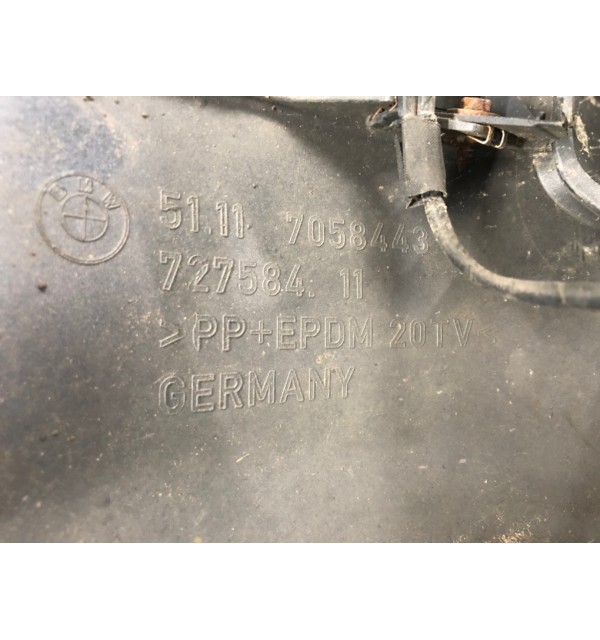 BMW
51.11 7058443
727584. 11
>PP+EPDM 20TV<
GERMANY